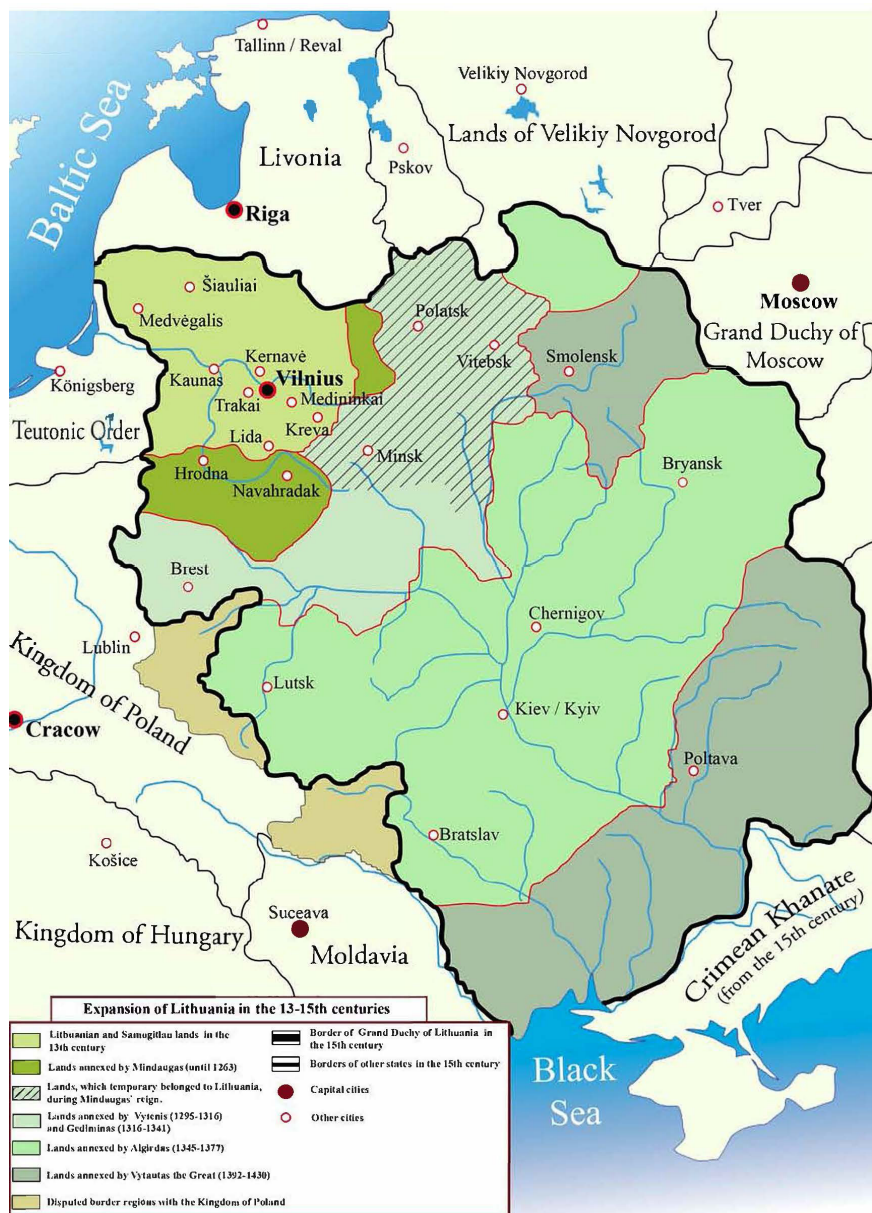 Tallinn / Reval
Velikiy Novgorod
Lands of Velikiy Novgorod
Baltic Sea
Livonia
Pskov
Riga
Tver
Šiauliai
Medvėgalis
Moscow
Grand Duchy of
Moscow
Polatsk
Vitebsk
Smolensk
Kernavė
Kaunas
Vilnius
Königsberg
Trakai
Medininkai
Kreva
Teutonic Order
Lida
Minsk
Hrodna
Navahradak
Bryansk
Brest
Chernigov
Lublin
Kingdom of Poland
Lutsk
Kiev / Kyiv
Cracow
Poltava
Bratslav
Košice
Suceava
Kingdom of Hungary
Moldavia
Crimean Khanate
(from the 15th century)
Black
Sea
Expansion of Lithuania in the 13-15th centuries
Lithuanian and Samogitian lands in the
13th century
Lands annexed by Mindaugas (until 1263)
Lands, which temporary belonged to Lithuania,
during Mindaugas' reign.
Lands annexed by Vytenis (1295-1316)
and Gediminas (1316-1341)
Lands annexed by Algirdas (1345-1377)
Lands annexed by Vytautas the Great (1392-1430)
Disputed border regions with the Kingdom of Poland
Border of Grand Duchy of Lithuania in
the 15th century
Borders of other states in the 15th century
Capital cities
Other cities